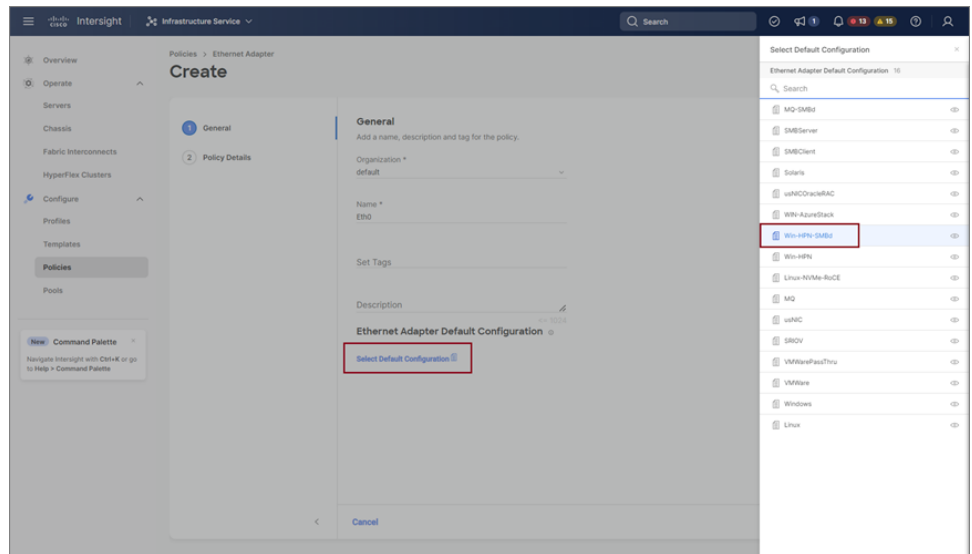 cisco Intersight
Infrastructure Service
Search
1
13
15
Overview
Operate
Servers
Chassis
Fabric Interconnects
HyperFlex Clusters
Configure
Profiles
Templates
Policies
Pools
New Command Palette
Navigate Intersight with Ctrl+K or go
to Help > Command Palette
Policies > Ethernet Adapter
Create
1 General
2 Policy Details
General
Add a name, description and tag for the policy.
Organization *
default
Name *
Eth0
Set Tags
Description
<= 1024
Ethernet Adapter Default Configuration
Select Default Configuration
Cancel
Select Default Configuration
Ethernet Adapter Default Configuration 16
Search
MQ-SMBd
SMBServer
SMBClient
Solaris
usNICOracleRAC
WIN-AzureStack
Win-HPN-SMBd
Win-HPN
Linux-NVMe-RoCE
MQ
usNIC
SRIOV
VMWarePassThru
VMWare
Windows
Linux